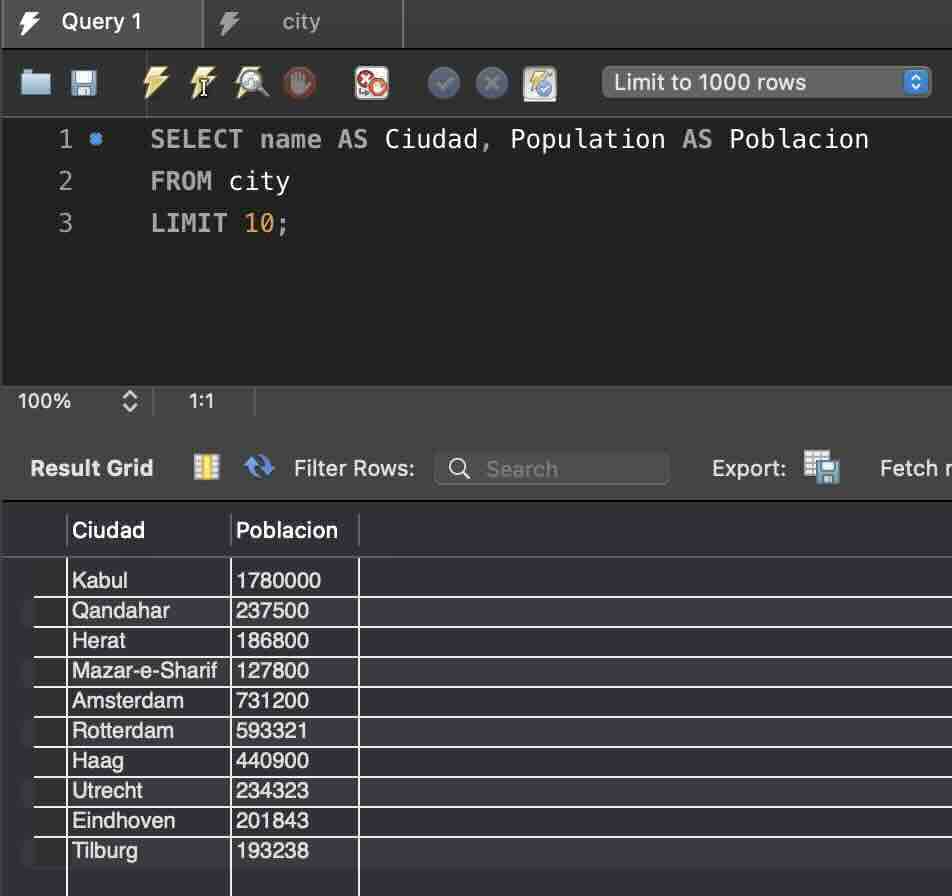 Query 1 city
Limit to 1000 rows
1 SELECT name AS Ciudad, Population AS Poblacion
2 FROM city
3 LIMIT 10;
100% 1:1
Result Grid Filter Rows: Search Export: Fetch r
Ciudad Poblacion
Kabul 1780000
Qandahar 237500
Herat 186800
Mazar-e-Sharif 127800
Amsterdam 731200
Rotterdam 593321
Haag 440900
Utrecht 234323
Eindhoven 201843
Tilburg 193238